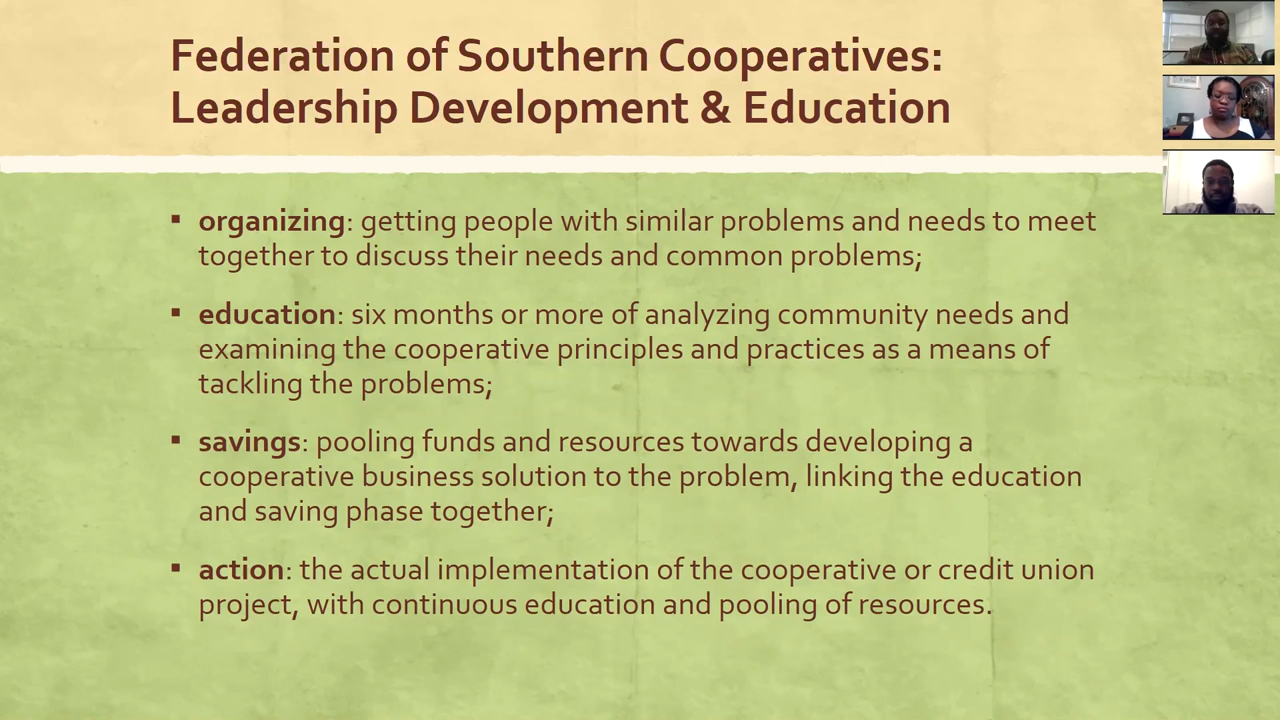 Federation of Southern Cooperatives:
Leadership Development & Education
▪ organizing: getting people with similar problems and needs to meet
together to discuss their needs and common problems;
▪ education: six months or more of analyzing community needs and
examining the cooperative principles and practices as a means of
tackling the problems;
▪ savings: pooling funds and resources towards developing a
cooperative business solution to the problem, linking the education
and saving phase together;
▪ action: the actual implementation of the cooperative or credit union
project, with continuous education and pooling of resources.